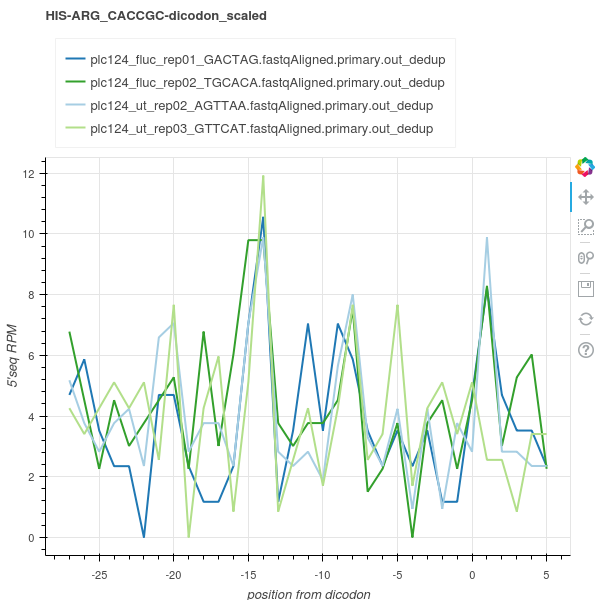 HIS-ARG_CACCGC-dicodon_scaled
plc124_fluc_rep01_GACTAG.fastqAligned.primary.out_dedup
plc124_fluc_rep02_TGCACA.fastqAligned.primary.out_dedup
plc124_ut_rep02_AGTTAA.fastqAligned.primary.out_dedup
plc124_ut_rep03_GTTCAT.fastqAligned.primary.out_dedup
12
10
8
6
4
2
0
5'seq RPM
-25 -20 -15 -10 -5 0 5
position from dicodon